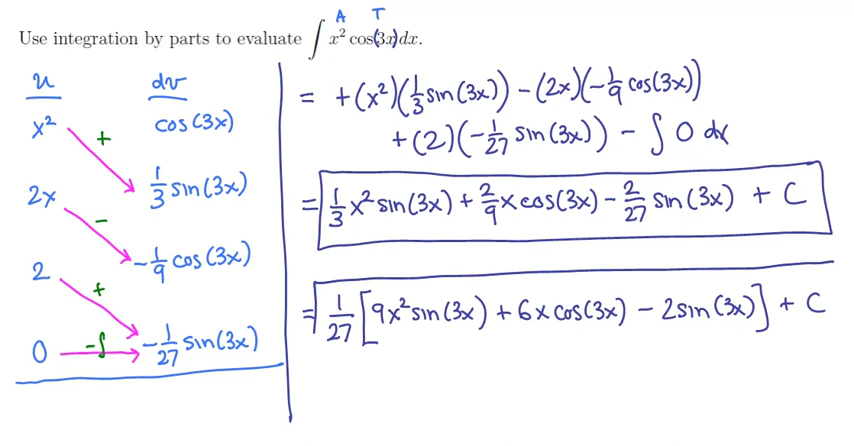 A T
Use integration by parts to evaluate ∫ x² cos(3x)dx.
u dv
x² + cos(3x)
2x − 1/3 sin(3x)
2 + −1/9 cos(3x)
0 −∫ −1/27 sin(3x)
= +(x²)(1/3 sin(3x)) − (2x)(−1/9 cos(3x))
+ (2)(−1/27 sin(3x)) − ∫ 0 dx
= 1/3 x² sin(3x) + 2/9 x cos(3x) − 2/27 sin(3x) + C
= 1/27 [9x² sin(3x) + 6x cos(3x) − 2 sin(3x)] + C